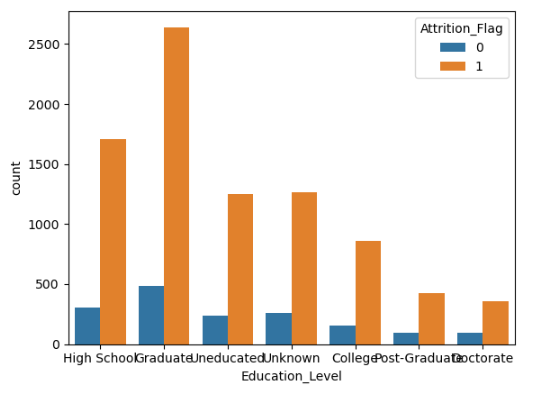 Attrition_Flag
0
1
2500
2000
1500
1000
500
0
count
High School Graduate Uneducated Unknown College Post-Graduate Doctorate
Education_Level